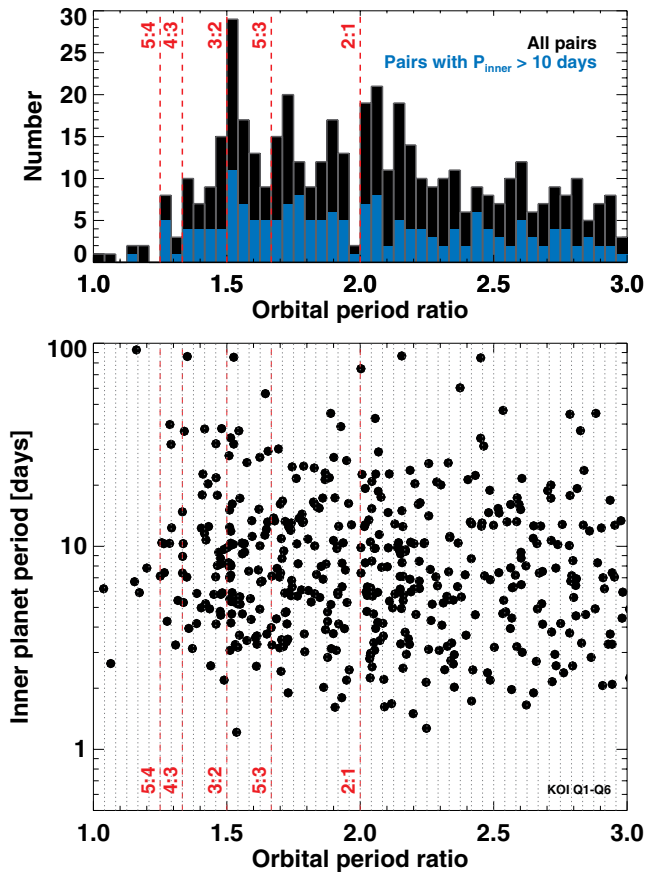 30
25
20
15
10
5
0
Number
5:4
4:3
3:2
5:3
2:1
All pairs
Pairs with P_inner > 10 days
1.0 1.5 2.0 2.5 3.0
Orbital period ratio
100
10
1
Inner planet period [days]
5:4
4:3
3:2
5:3
2:1
KOI Q1-Q6
1.0 1.5 2.0 2.5 3.0
Orbital period ratio